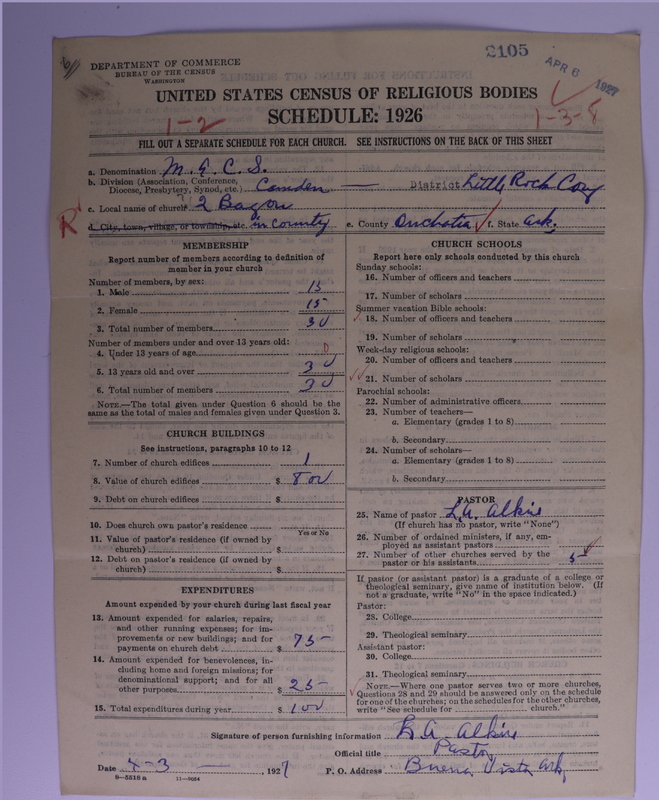 2105
APR 6 1927
DEPARTMENT OF COMMERCE
BUREAU OF THE CENSUS
WASHINGTON
UNITED STATES CENSUS OF RELIGIOUS BODIES
SCHEDULE: 1926
1-2
1-3-8
FILL OUT A SEPARATE SCHEDULE FOR EACH CHURCH. SEE INSTRUCTIONS ON THE BACK OF THIS SHEET
a. Denomination M. E. C. S.
b. Division (Association, Conference, Diocese, Presbytery, Synod, etc.) Camden — District Little Rock Conf
c. Local name of church 2 Bayou
R
d. City, town, village, or township, etc. in county e. County Ouchatia f. State Ark.
MEMBERSHIP
Report number of members according to definition of
member in your church
Number of members, by sex:
1. Male 15
2. Female 15
3. Total number of members 30
Number of members under and over 13 years old:
4. Under 13 years of age 0
5. 13 years old and over 30
6. Total number of members 30
NOTE.—The total given under Question 6 should be the
same as the total of males and females given under Question 3.
CHURCH BUILDINGS
See instructions, paragraphs 10 to 12
7. Number of church edifices 1
8. Value of church edifices $ 800
9. Debt on church edifices $
10. Does church own pastor's residence
Yes or No
11. Value of pastor's residence (if owned by
church) $
12. Debt on pastor's residence (if owned by
church) $
EXPENDITURES
Amount expended by your church during last fiscal year
13. Amount expended for salaries, repairs,
and other running expenses; for im-
provements or new buildings; and for
payments on church debt $ 75
14. Amount expended for benevolences, in-
cluding home and foreign missions; for
denominational support; and for all
other purposes $ 25
15. Total expenditures during year $ 100
CHURCH SCHOOLS
Report here only schools conducted by this church
Sunday schools:
16. Number of officers and teachers
17. Number of scholars
Summer vacation Bible schools:
18. Number of officers and teachers
19. Number of scholars
Week-day religious schools:
20. Number of officers and teachers
21. Number of scholars
Parochial schools:
22. Number of administrative officers
23. Number of teachers—
a. Elementary (grades 1 to 8)
b. Secondary
24. Number of scholars—
a. Elementary (grades 1 to 8)
b. Secondary
PASTOR
25. Name of pastor L. A. Alkire
(If church has no pastor, write "None")
26. Number of ordained ministers, if any, em-
ployed as assistant pastors
27. Number of other churches served by the
pastor or his assistants 5
If pastor (or assistant pastor) is a graduate of a college or
theological seminary, give name of institution below. (If
not a graduate, write "No" in the space indicated.)
Pastor:
28. College
29. Theological seminary
Assistant pastor:
30. College
31. Theological seminary
NOTE.—Where one pastor serves two or more churches,
Questions 28 and 29 should be answered only on the schedule
for one of the churches; on the schedules for the other churches,
write "See schedule for church."
Signature of person furnishing information L. A. Alkire
Official title Pastor
Date 4-3 — , 1927 P. O. Address Buena Vista Ark,
8—5518 a 11—9034